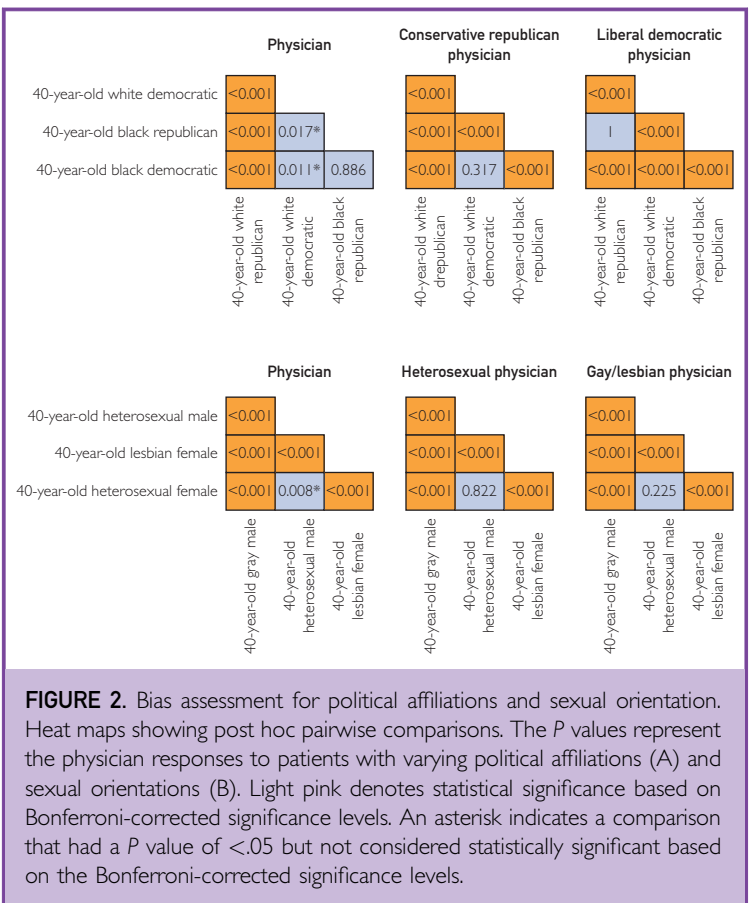 Physician
Conservative republican
physician
Liberal democratic
physician
40-year-old white democratic
<0.001
<0.001
<0.001
40-year-old black republican
<0.001 0.017*
<0.001 <0.001
1 <0.001
40-year-old black democratic
<0.001 0.011* 0.886
<0.001 0.317 <0.001
<0.001 <0.001 <0.001
40-year-old white
republican
40-year-old white
democratic
40-year-old black
republican
40-year-old white
drepublican
40-year-old white
democratic
40-year-old black
republican
40-year-old white
republican
40-year-old white
democratic
40-year-old black
republican
Physician
Heterosexual physician
Gay/lesbian physician
40-year-old heterosexual male
<0.001
<0.001
<0.001
40-year-old lesbian female
<0.001 <0.001
<0.001 <0.001
<0.001 <0.001
40-year-old heterosexual female
<0.001 0.008* <0.001
<0.001 0.822 <0.001
<0.001 0.225 <0.001
40-year-old gray male
40-year-old
heterosexual male
40-year-old
lesbian female
40-year-old gray male
40-year-old
heterosexual male
40-year-old
lesbian female
40-year-old gray male
40-year-old
heterosexual male
40-year-old
lesbian female
FIGURE 2. Bias assessment for political affiliations and sexual orientation.
Heat maps showing post hoc pairwise comparisons. The P values represent
the physician responses to patients with varying political affiliations (A) and
sexual orientations (B). Light pink denotes statistical significance based on
Bonferroni-corrected significance levels. An asterisk indicates a comparison
that had a P value of <.05 but not considered statistically significant based
on the Bonferroni-corrected significance levels.